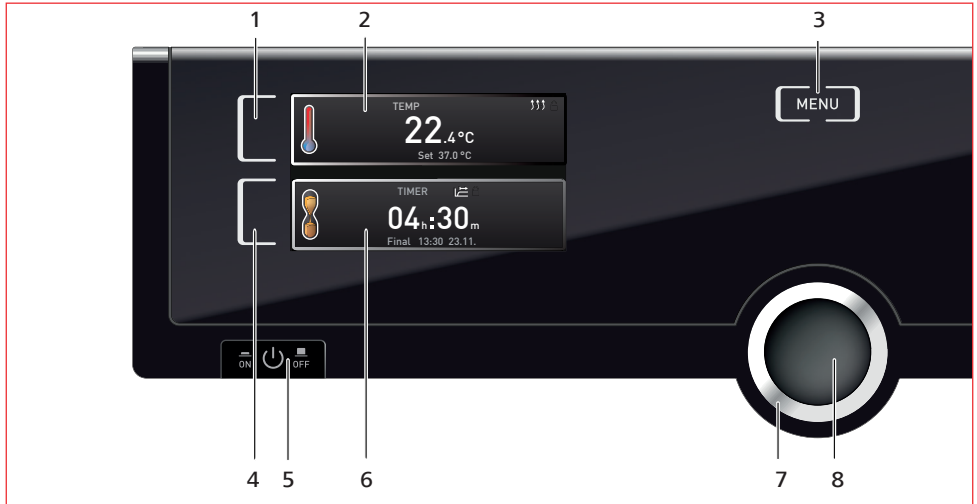 1 2 3
TEMP
22.4°C
Set 37.0°C
MENU
TIMER
04h:30m
Final 13:30 23.11.
ON OFF
4 5 6 7 8